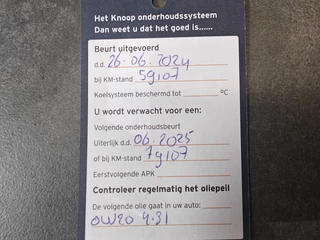 Het Knoop onderhoudssysteem
Dan weet u dat het goed is......
Beurt uitgevoerd
d.d. 26-06-2024
bij KM-stand 59107
Koelsysteem beschermd tot °C
U wordt verwacht voor een:
Volgende onderhoudsbeurt
Uiterlijk d.d. 06-2025
of bij KM-stand 79107
Eerstvolgende APK
Controleer regelmatig het oliepeil
De volgende olie gaat in uw auto:
0W20 4.3l